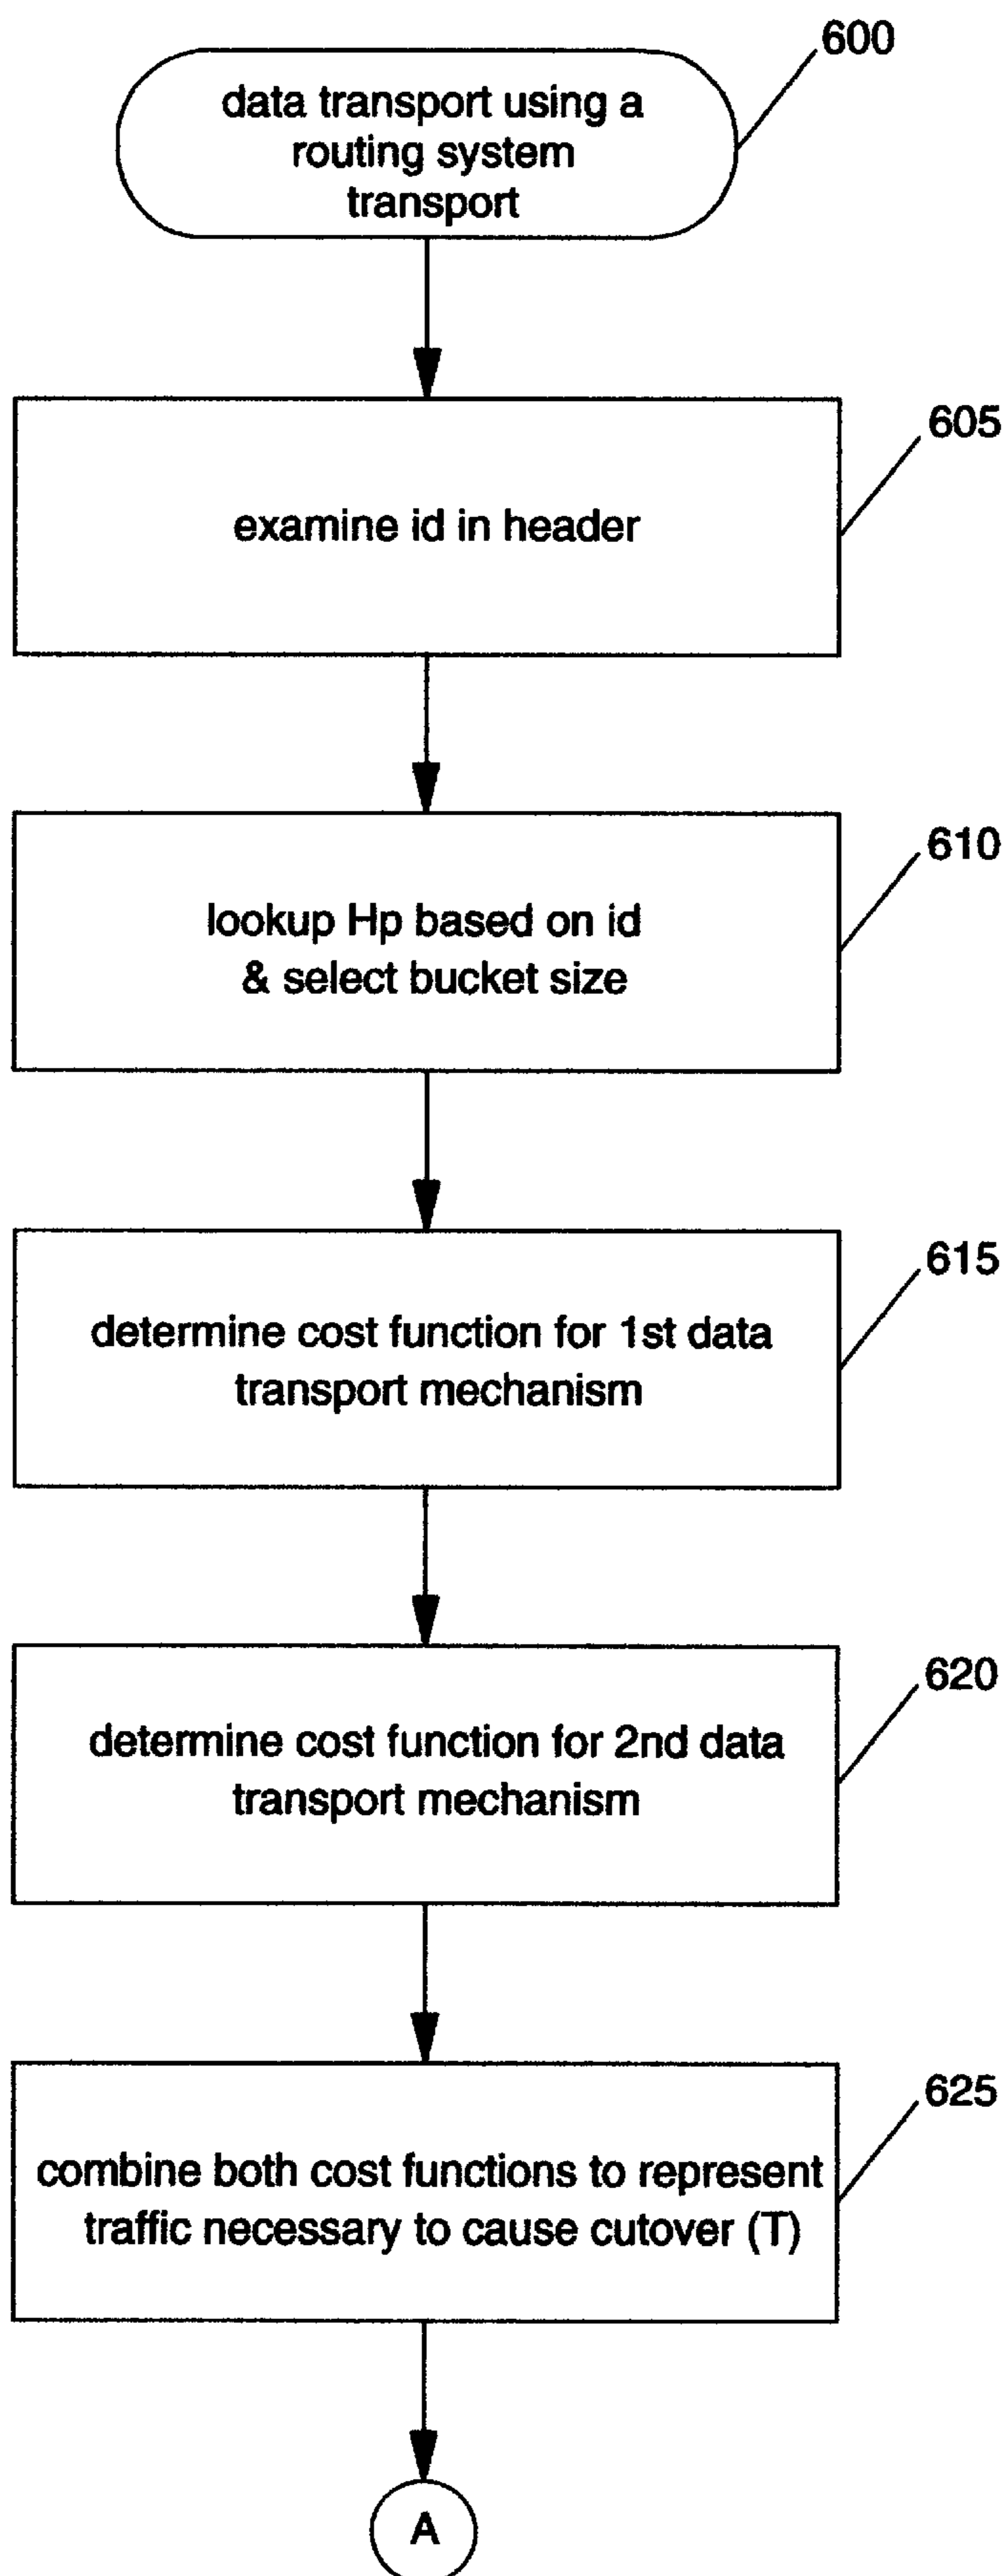 600
data transport using a
routing system
transport
605
examine id in header
610
lookup Hp based on id
& select bucket size
615
determine cost function for 1st data
transport mechanism
620
determine cost function for 2nd data
transport mechanism
625
combine both cost functions to represent
traffic necessary to cause cutover (T)
A